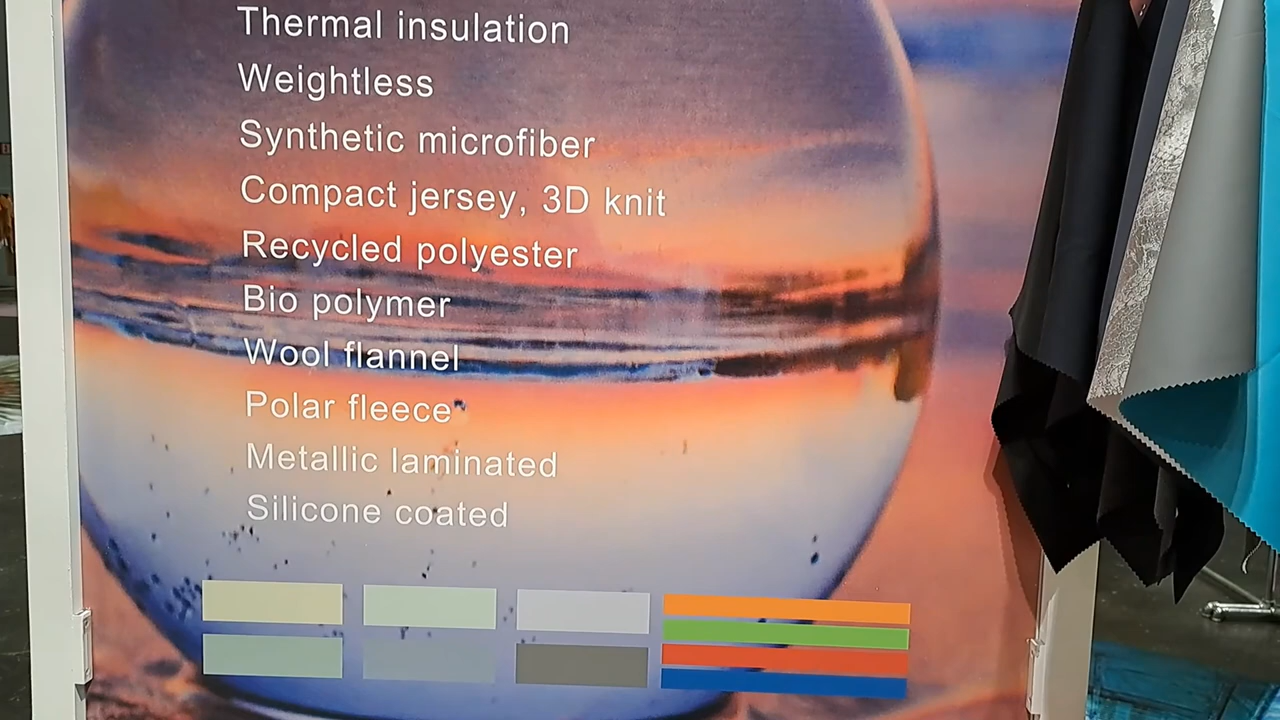 Thermal insulation
Weightless
Synthetic microfiber
Compact jersey, 3D knit
Recycled polyester
Bio polymer
Wool flannel
Polar fleece
Metallic laminated
Silicone coated